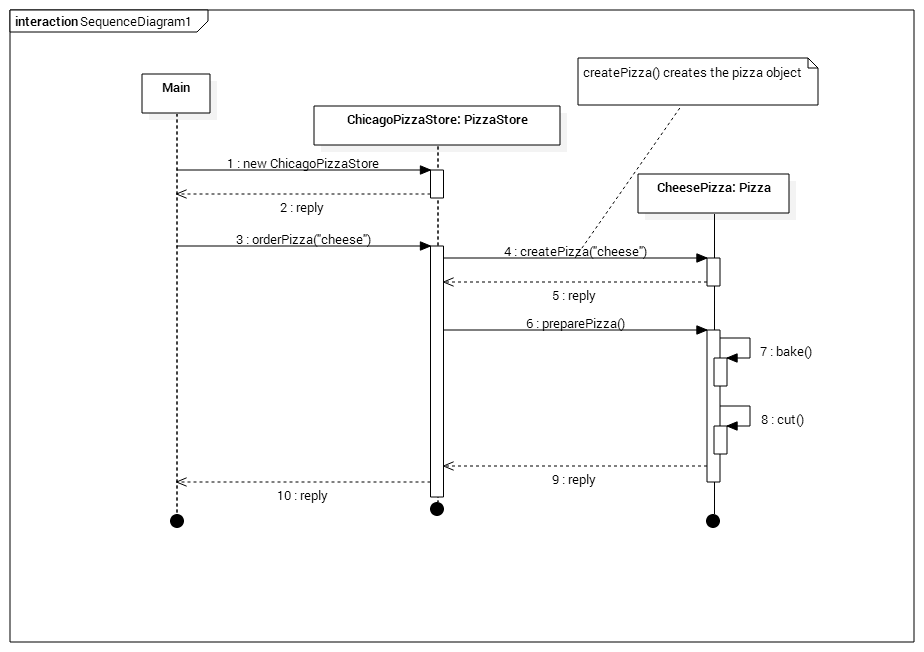 interaction SequenceDiagram1
createPizza() creates the pizza object
Main
ChicagoPizzaStore: PizzaStore
1 : new ChicagoPizzaStore
CheesePizza: Pizza
2 : reply
3 : orderPizza("cheese")
4 : createPizza("cheese")
5 : reply
6 : preparePizza()
7 : bake()
8 : cut()
9 : reply
10 : reply